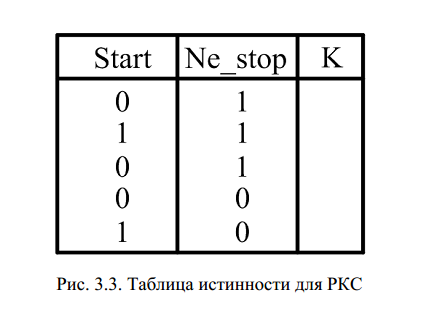 Start Ne_stop K
0 1
1 1
0 1
0 0
1 0
Рис. 3.3. Таблица истинности для РКС